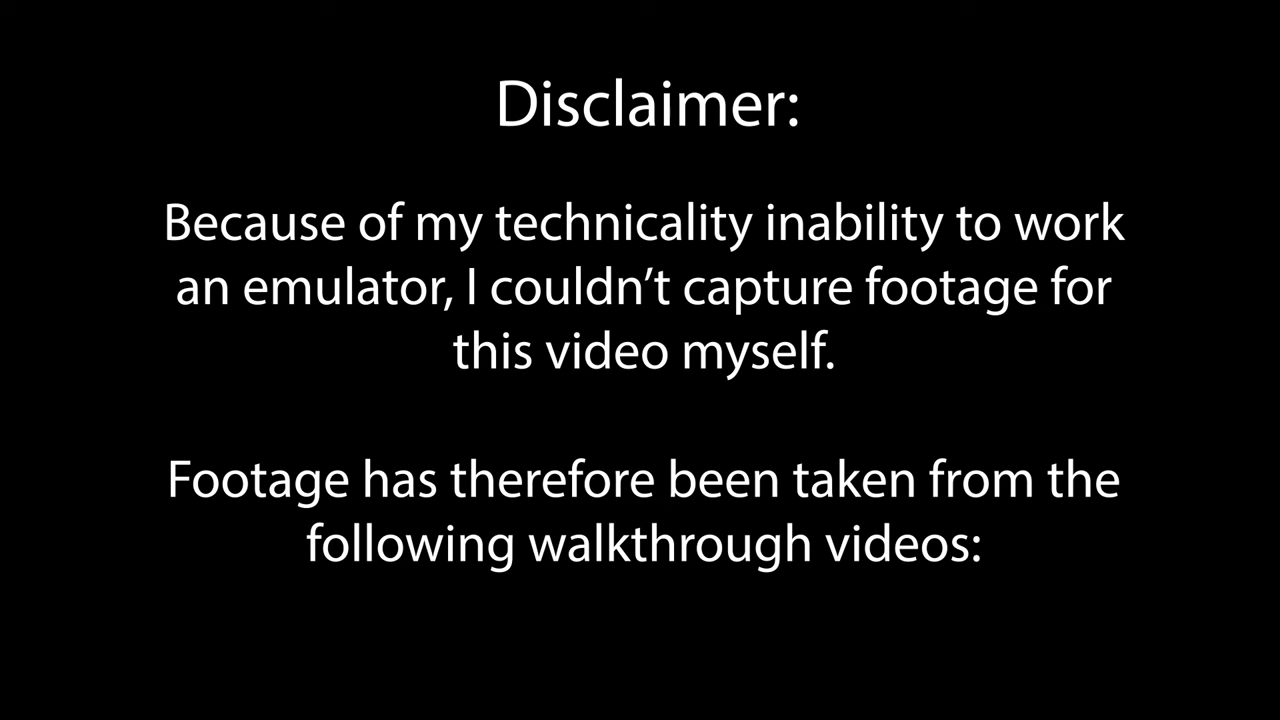 Disclaimer:
Because of my technicality inability to work
an emulator, I couldn’t capture footage for
this video myself.
Footage has therefore been taken from the
following walkthrough videos: